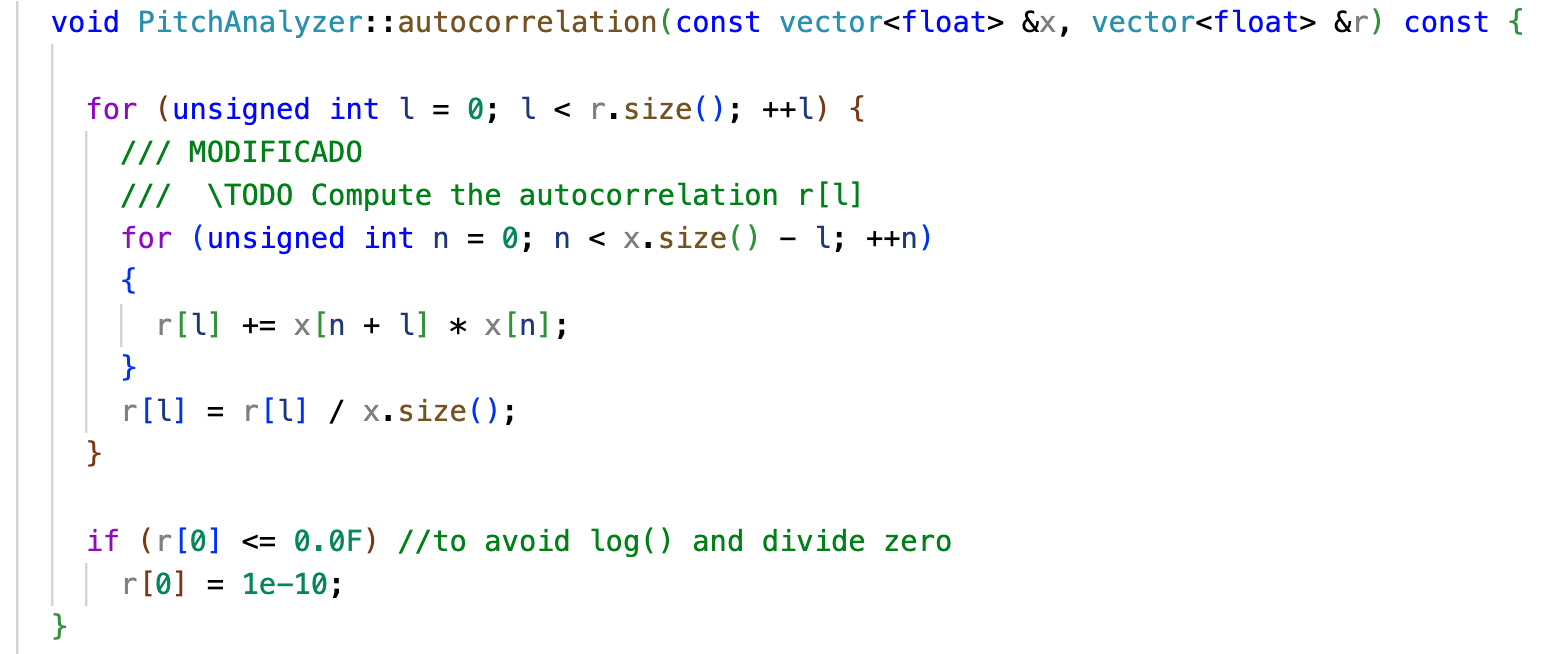 void PitchAnalyzer::autocorrelation(const vector<float> &x, vector<float> &r) const {
for (unsigned int l = 0; l < r.size(); ++l) {
/// MODIFICADO
///  \TODO Compute the autocorrelation r[l]
for (unsigned int n = 0; n < x.size() - l; ++n)
{
r[l] += x[n + l] * x[n];
}
r[l] = r[l] / x.size();
}
if (r[0] <= 0.0F) //to avoid log() and divide zero
r[0] = 1e-10;
}